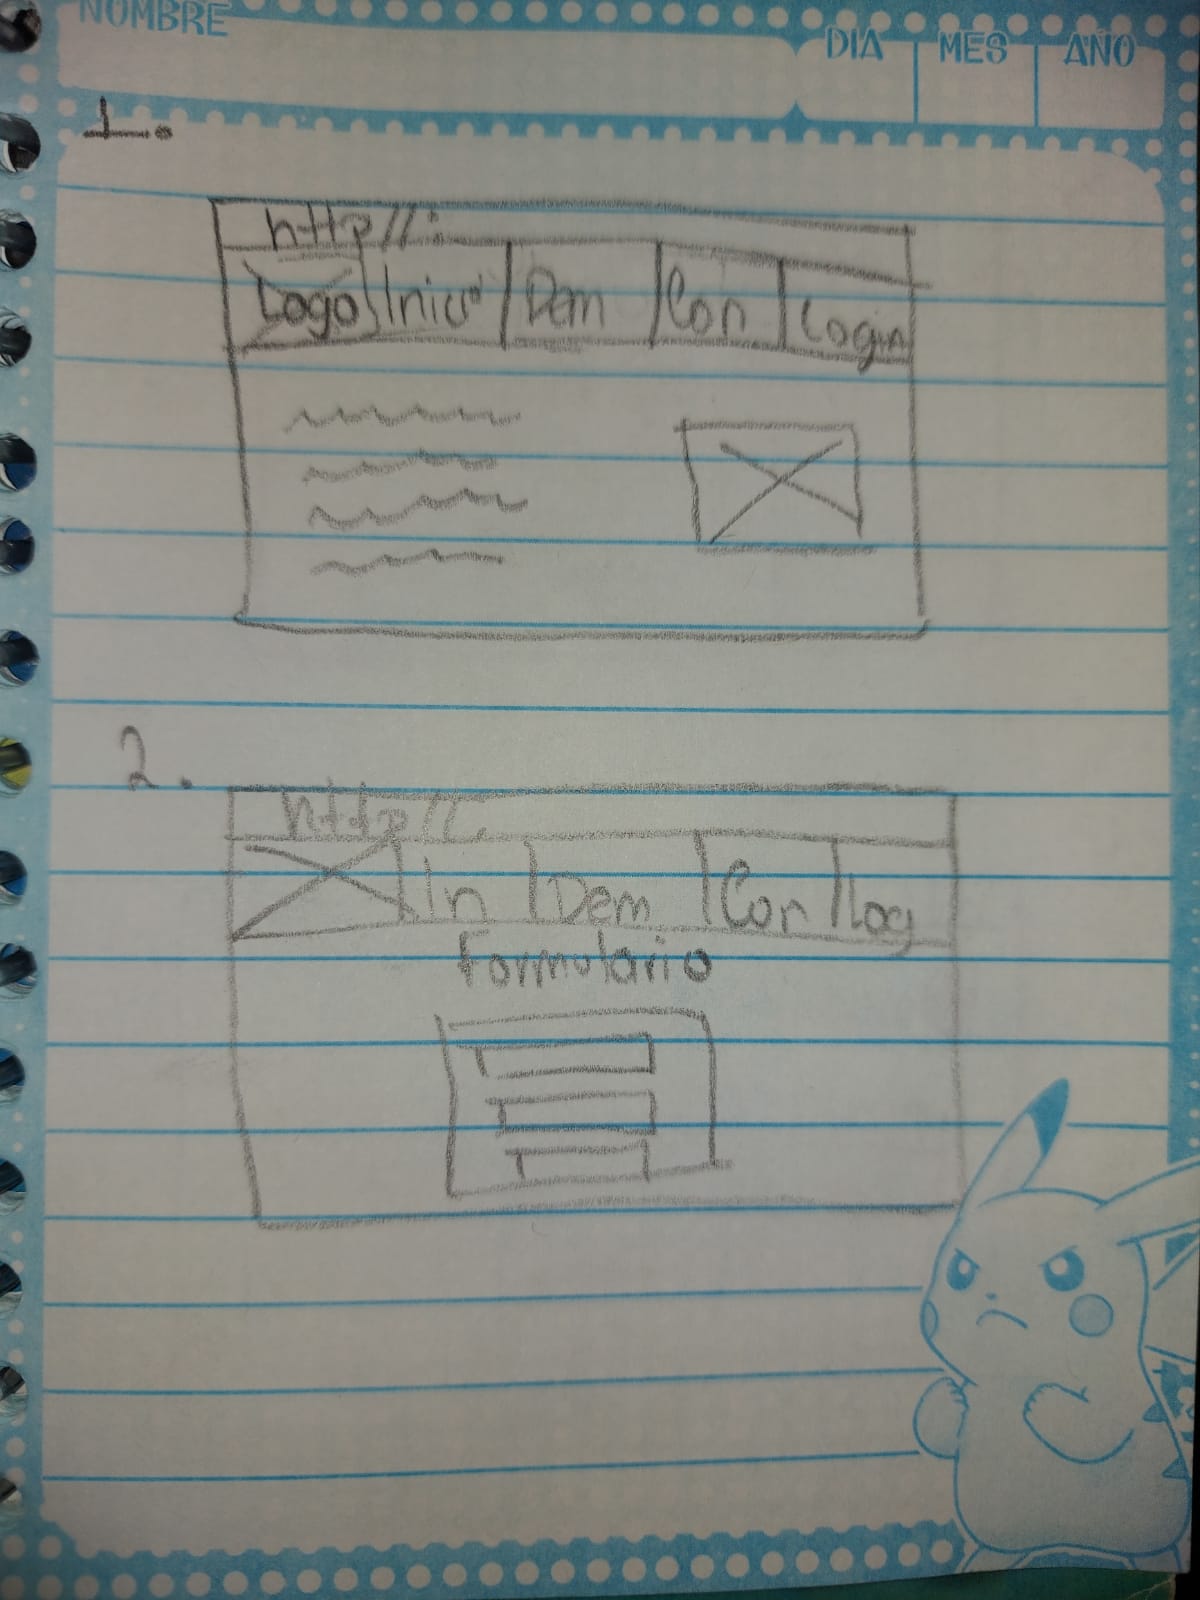 NOMBRE
DIA MES AÑO
1.
http//:
Logo Inicio Dem Con Login
2.
http//:
In Dem Con Log
Formulario